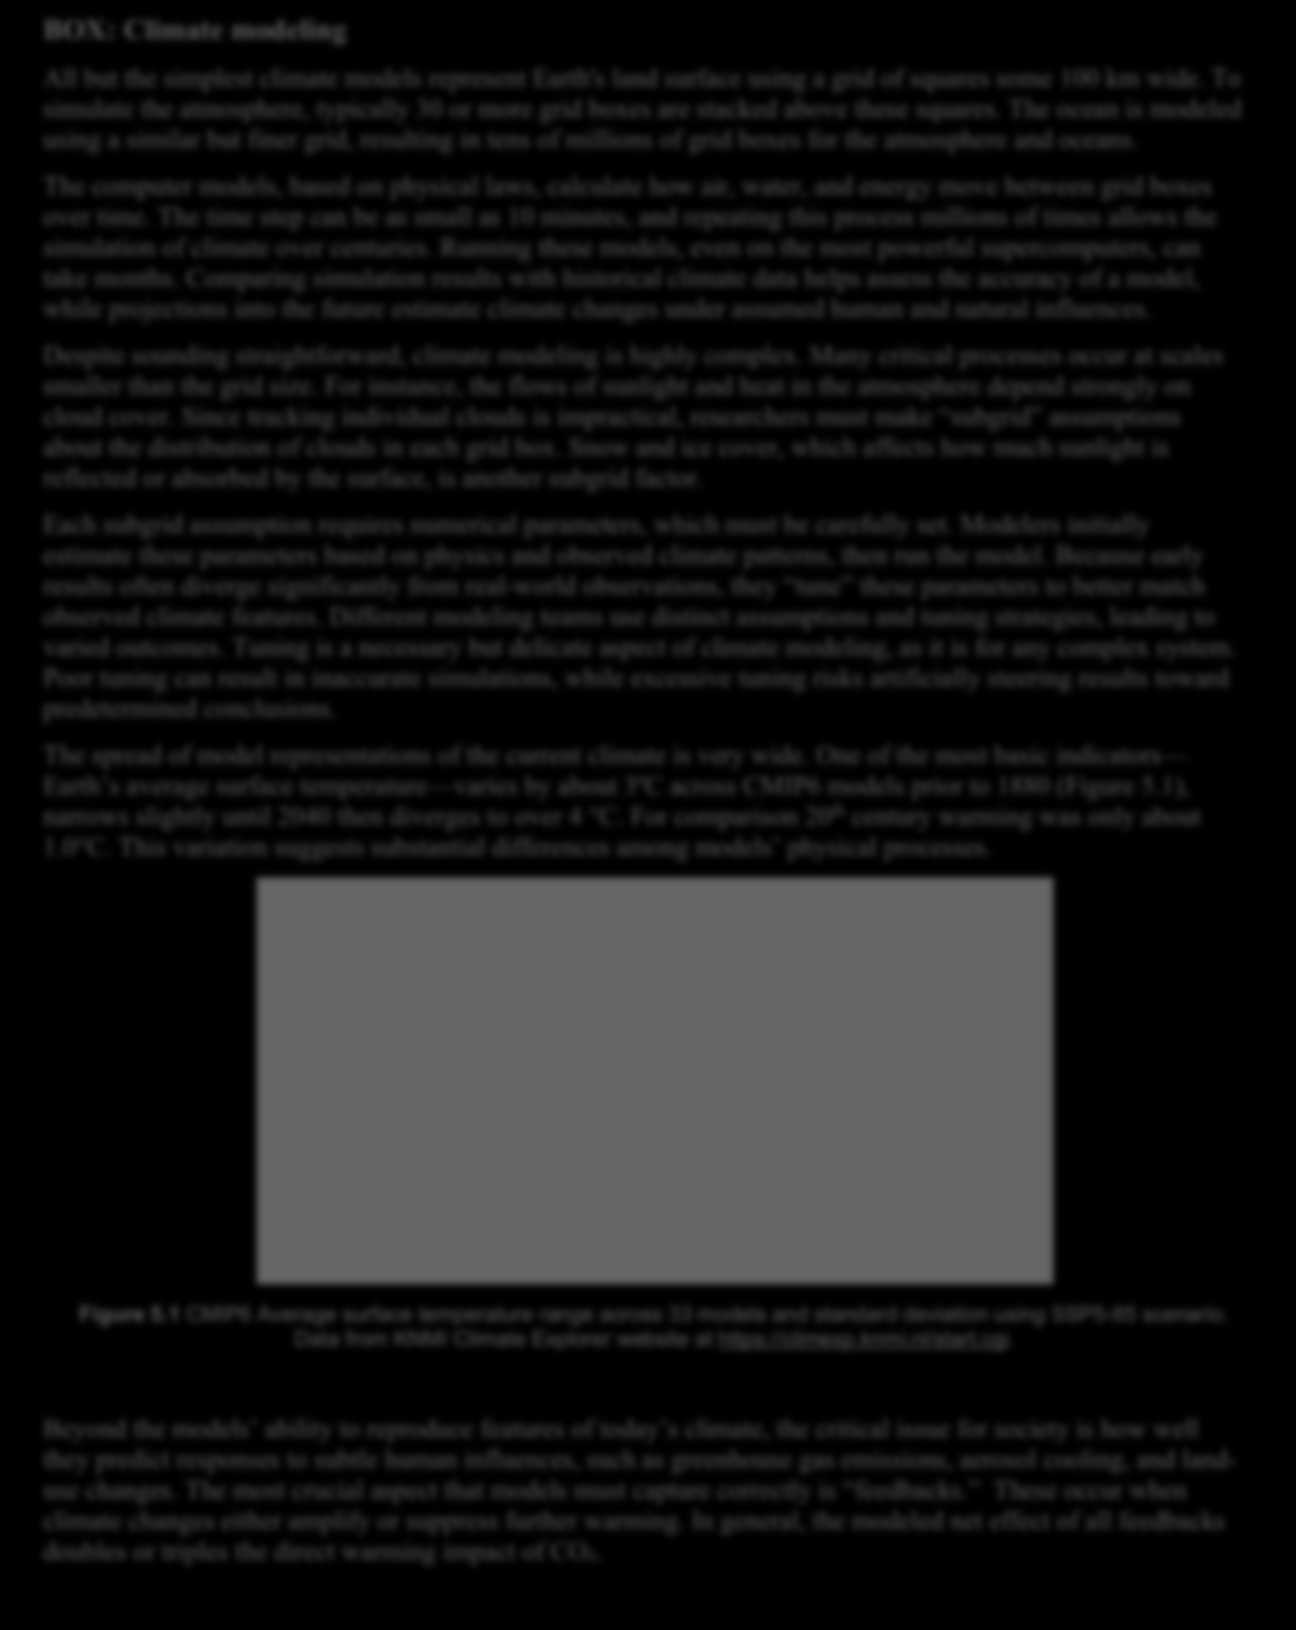 BOX: Climate modeling
All but the simplest climate models represent Earth's land surface using a grid of squares some 100 km wide. To
simulate the atmosphere, typically 30 or more grid boxes are stacked above these squares. The ocean is modeled
using a similar but finer grid, resulting in tens of millions of grid boxes for the atmosphere and oceans.
The computer models, based on physical laws, calculate how air, water, and energy move between grid boxes
over time. The time step can be as small as 10 minutes, and repeating this process millions of times allows the
simulation of climate over centuries. Running these models, even on the most powerful supercomputers, can
take months. Comparing simulation results with historical climate data helps assess the accuracy of a model,
while projections into the future estimate climate changes under assumed human and natural influences.
Despite sounding straightforward, climate modeling is highly complex. Many critical processes occur at scales
smaller than the grid size. For instance, the flows of sunlight and heat in the atmosphere depend strongly on
cloud cover. Since tracking individual clouds is impractical, researchers must make “subgrid” assumptions
about the distribution of clouds in each grid box. Snow and ice cover, which affects how much sunlight is
reflected or absorbed by the surface, is another subgrid factor.
Each subgrid assumption requires numerical parameters, which must be carefully set. Modelers initially
estimate these parameters based on physics and observed climate patterns, then run the model. Because early
results often diverge significantly from real-world observations, they “tune” these parameters to better match
observed climate features. Different modeling teams use distinct assumptions and tuning strategies, leading to
varied outcomes. Tuning is a necessary but delicate aspect of climate modeling, as it is for any complex system.
Poor tuning can result in inaccurate simulations, while excessive tuning risks artificially steering results toward
predetermined conclusions.
The spread of model representations of the current climate is very wide. One of the most basic indicators—
Earth’s average surface temperature—varies by about 3ºC across CMIP6 models prior to 1880 (Figure 5.1),
narrows slightly until 2040 then diverges to over 4 °C. For comparison 20th century warming was only about
1.0°C. This variation suggests substantial differences among models’ physical processes.
Figure 5.1 CMIP6 Average surface temperature range across 33 models and standard deviation using SSP5-85 scenario.
Data from KNMI Climate Explorer website at https://climexp.knmi.nl/start.cgi.
Beyond the models’ ability to reproduce features of today’s climate, the critical issue for society is how well
they predict responses to subtle human influences, such as greenhouse gas emissions, aerosol cooling, and land-
use changes. The most crucial aspect that models must capture correctly is “feedbacks.” These occur when
climate changes either amplify or suppress further warming. In general, the modeled net effect of all feedbacks
doubles or triples the direct warming impact of CO₂.